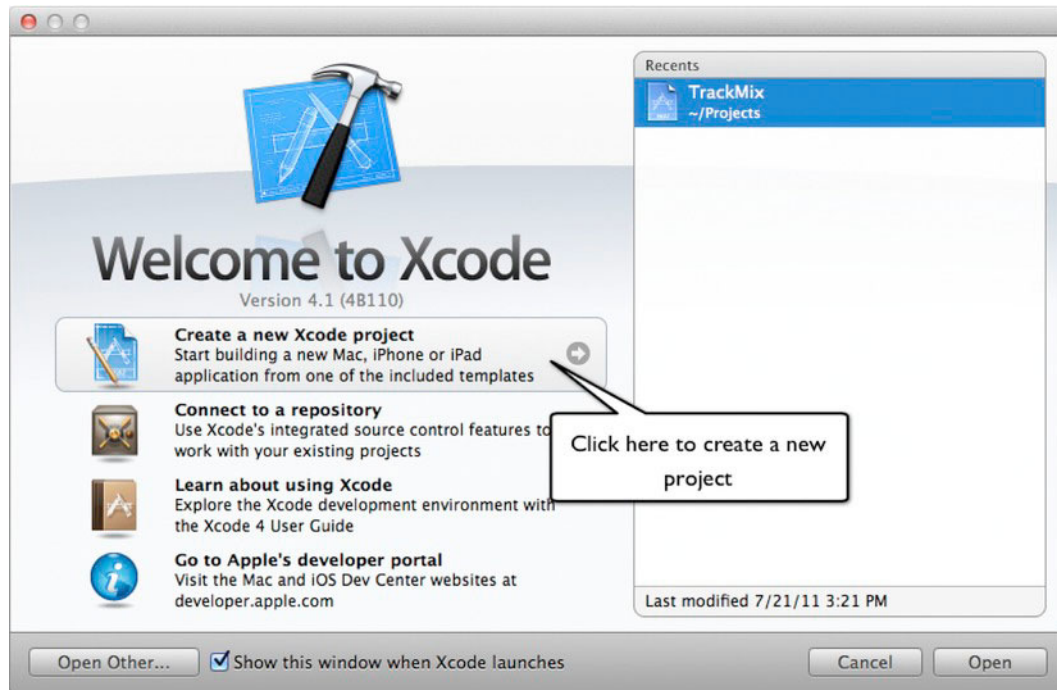 Welcome to Xcode
Version 4.1 (4B110)
Create a new Xcode project
Start building a new Mac, iPhone or iPad
application from one of the included templates
Connect to a repository
Use Xcode's integrated source control features to
work with your existing projects
Learn about using Xcode
Explore the Xcode development environment with
the Xcode 4 User Guide
Go to Apple's developer portal
Visit the Mac and iOS Dev Center websites at
developer.apple.com
Click here to create a new
project
Recents
TrackMix
~/Projects
Last modified 7/21/11 3:21 PM
Open Other...
Show this window when Xcode launches
Cancel
Open